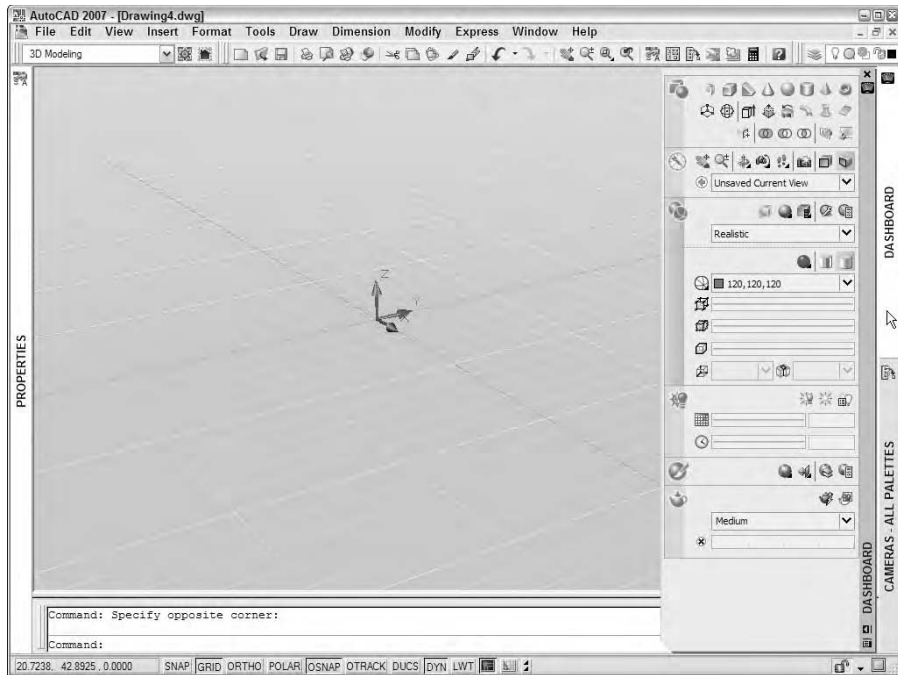 AutoCAD 2007 - [Drawing4.dwg]
File Edit View Insert Format Tools Draw Dimension Modify Express Window Help
3D Modeling
PROPERTIES
Z
Y
X
Unsaved Current View
Realistic
120,120,120
Medium
DASHBOARD
DASHBOARD
CAMERAS - ALL PALETTES
Command: Specify opposite corner:
Command:
20.7238, 42.8925, 0.0000 SNAP GRID ORTHO POLAR OSNAP OTRACK DUCS DYN LWT